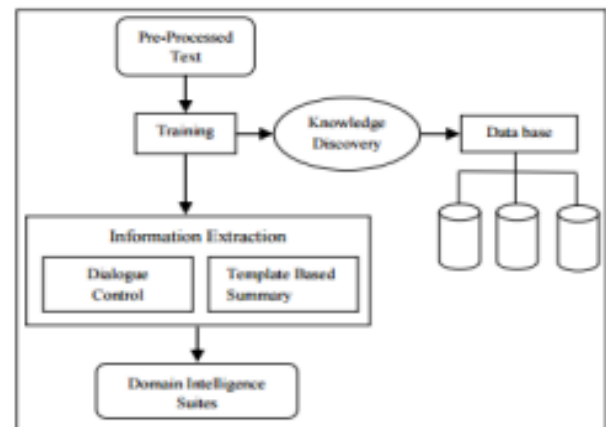 Pre-Processed
Text
Training
Knowledge
Discovery
Data base
Information Extraction
Dialogue
Control
Template Based
Summary
Domain Intelligence
Suites